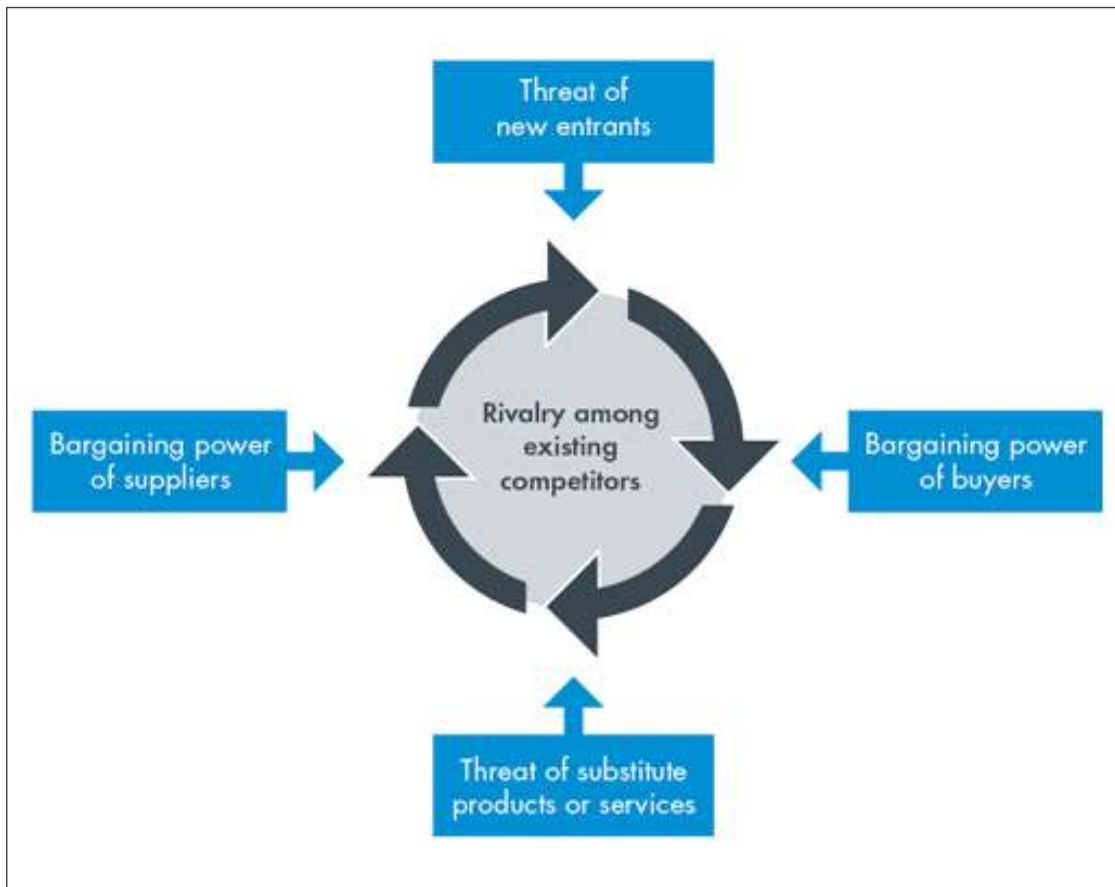 Threat of
new entrants
Bargaining power
of suppliers
Rivalry among
existing
competitors
Bargaining power
of buyers
Threat of substitute
products or services